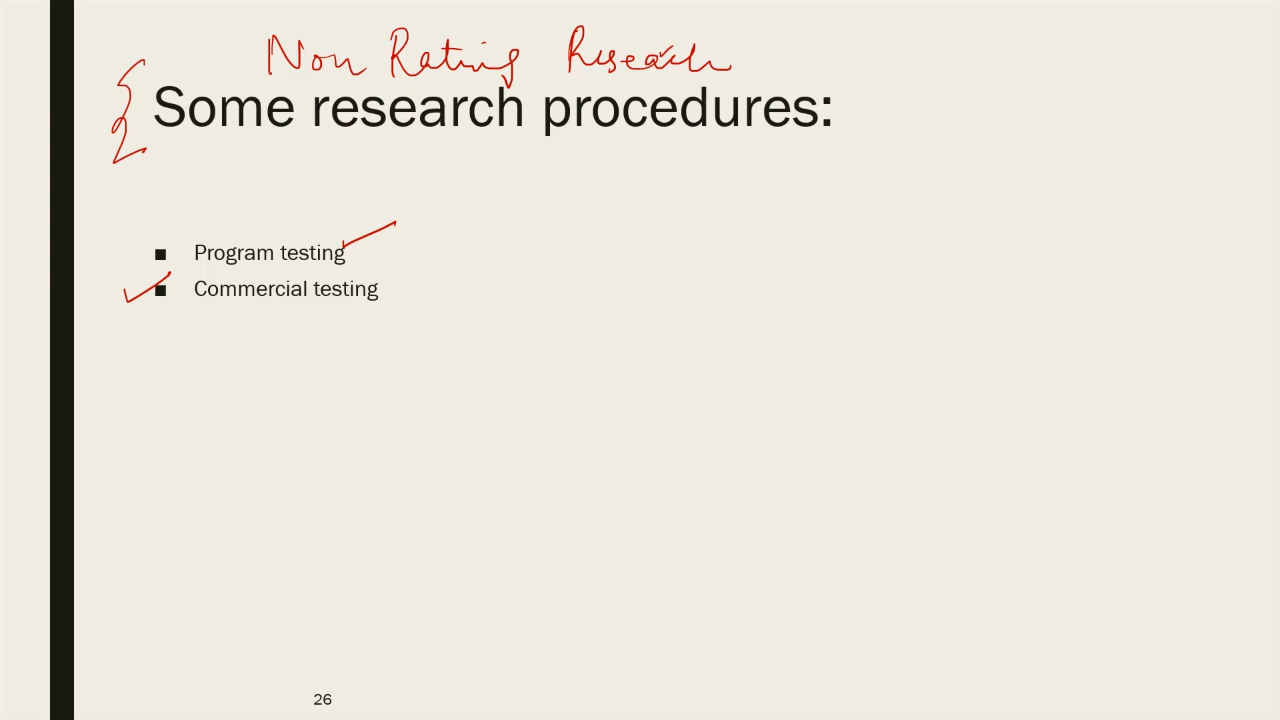 Non Rating Research
Some research procedures:
■ Program testing
■ Commercial testing
26